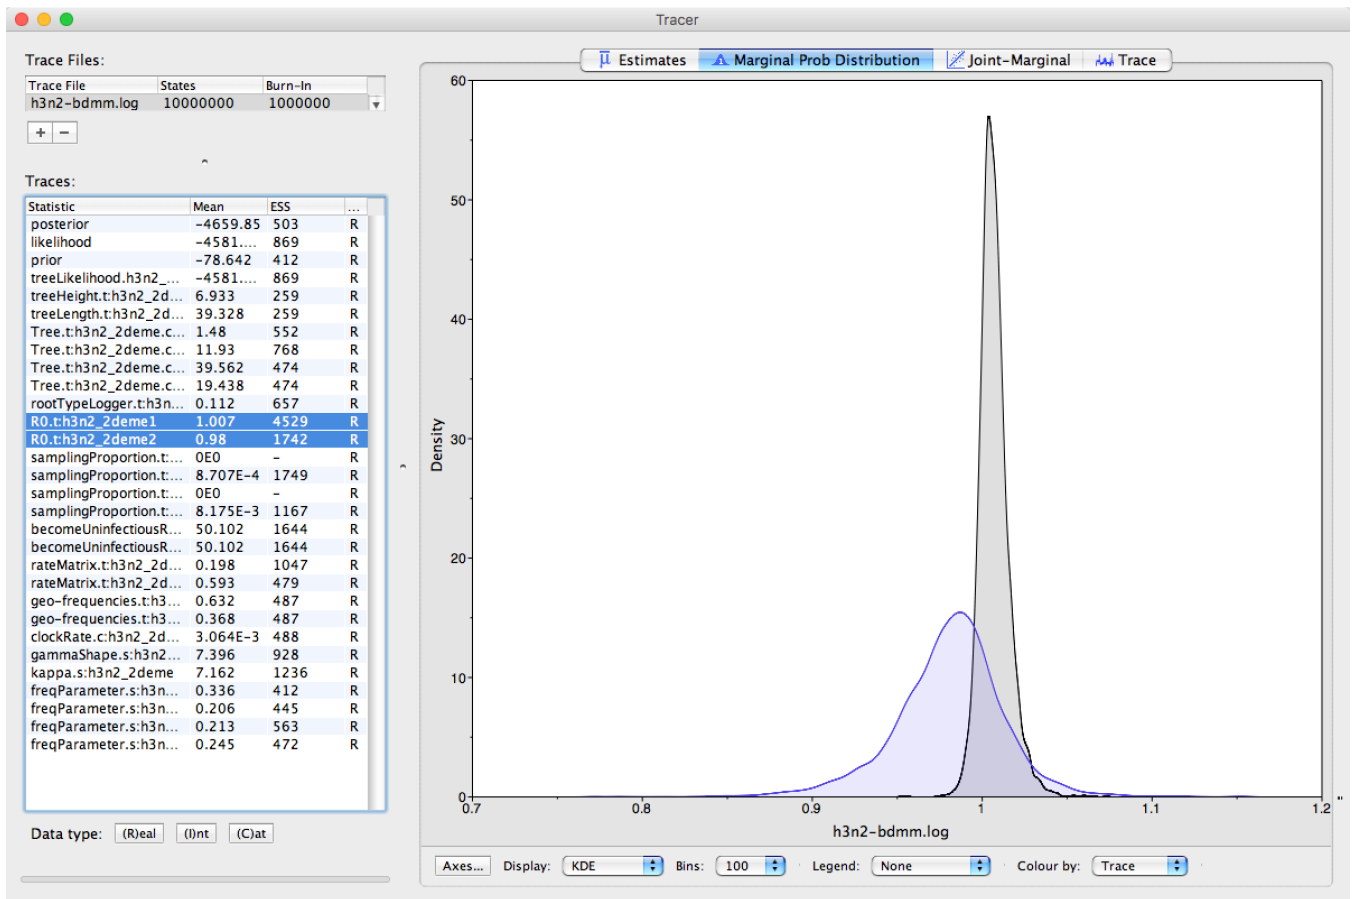 Tracer
Trace Files:
Trace File States Burn-In
h3n2-bdmm.log 10000000 1000000
+ −
Traces:
Statistic Mean ESS ...
posterior -4659.85 503 R
likelihood -4581.... 869 R
prior -78.642 412 R
treeLikelihood.h3n2_... -4581.... 869 R
treeHeight.t:h3n2_2d... 6.933 259 R
treeLength.t:h3n2_2d... 39.328 259 R
Tree.t:h3n2_2deme.c... 1.48 552 R
Tree.t:h3n2_2deme.c... 11.93 768 R
Tree.t:h3n2_2deme.c... 39.562 474 R
Tree.t:h3n2_2deme.c... 19.438 474 R
rootTypeLogger.t:h3n... 0.112 657 R
R0.t:h3n2_2deme1 1.007 4529 R
R0.t:h3n2_2deme2 0.98 1742 R
samplingProportion.t:... 0E0 - R
samplingProportion.t:... 8.707E-4 1749 R
samplingProportion.t:... 0E0 - R
samplingProportion.t:... 8.175E-3 1167 R
becomeUninfectiousR... 50.102 1644 R
becomeUninfectiousR... 50.102 1644 R
rateMatrix.t:h3n2_2d... 0.198 1047 R
rateMatrix.t:h3n2_2d... 0.593 479 R
geo-frequencies.t:h3... 0.632 487 R
geo-frequencies.t:h3... 0.368 487 R
clockRate.c:h3n2_2d... 3.064E-3 488 R
gammaShape.s:h3n2... 7.396 928 R
kappa.s:h3n2_2deme 7.162 1236 R
freqParameter.s:h3n... 0.336 412 R
freqParameter.s:h3n... 0.206 445 R
freqParameter.s:h3n... 0.213 563 R
freqParameter.s:h3n... 0.245 472 R
Data type: (R)eal (I)nt (C)at
μ Estimates Marginal Prob Distribution Joint-Marginal Trace
60
50
40
30
20
10
0
Density
0.7 0.8 0.9 1 1.1 1.2
h3n2-bdmm.log
Axes... Display: KDE Bins: 100 Legend: None Colour by: Trace